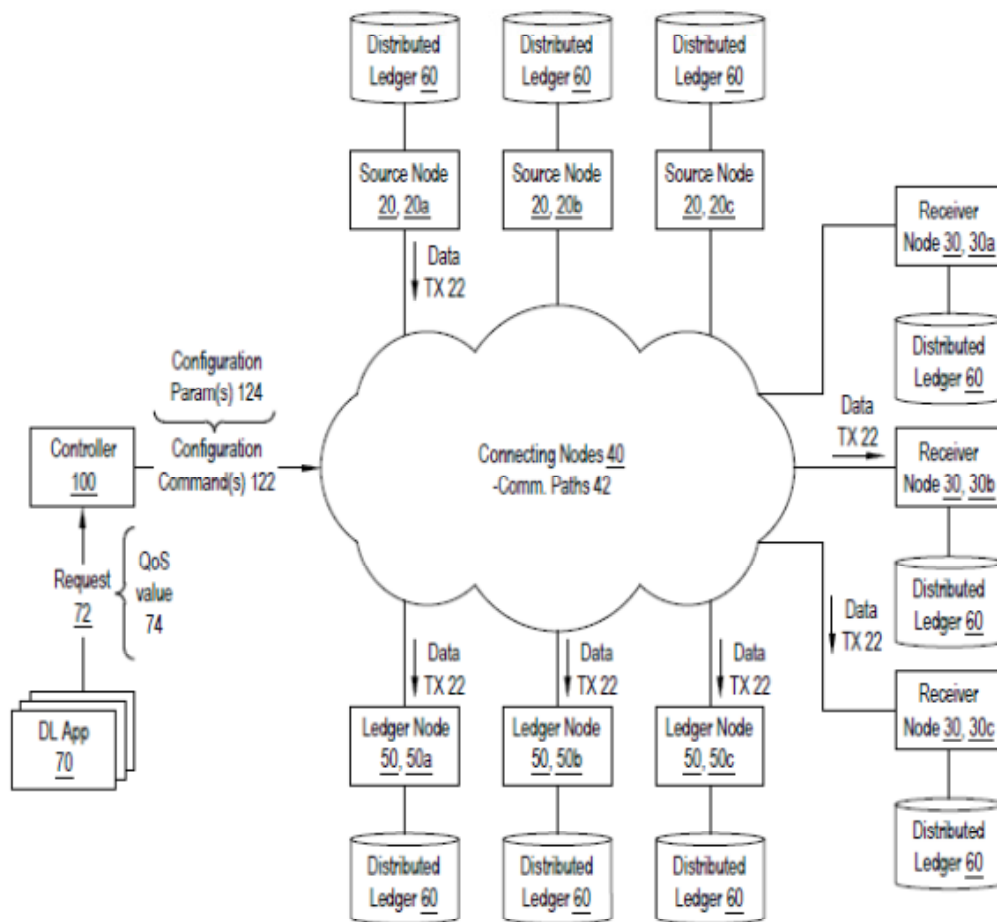 Distributed
Ledger 60
Distributed
Ledger 60
Distributed
Ledger 60
Source Node
20, 20a
Source Node
20, 20b
Source Node
20, 20c
Data
TX 22
Receiver
Node 30, 30a
Distributed
Ledger 60
Configuration
Param(s) 124
Controller
100
Configuration
Command(s) 122
Connecting Nodes 40
-Comm. Paths 42
Data
TX 22
Receiver
Node 30, 30b
Distributed
Ledger 60
Request
72
QoS
value
74
DL App
70
Data
TX 22
Data
TX 22
Data
TX 22
Data
TX 22
Ledger Node
50, 50a
Ledger Node
50, 50b
Ledger Node
50, 50c
Receiver
Node 30, 30c
Distributed
Ledger 60
Distributed
Ledger 60
Distributed
Ledger 60
Distributed
Ledger 60